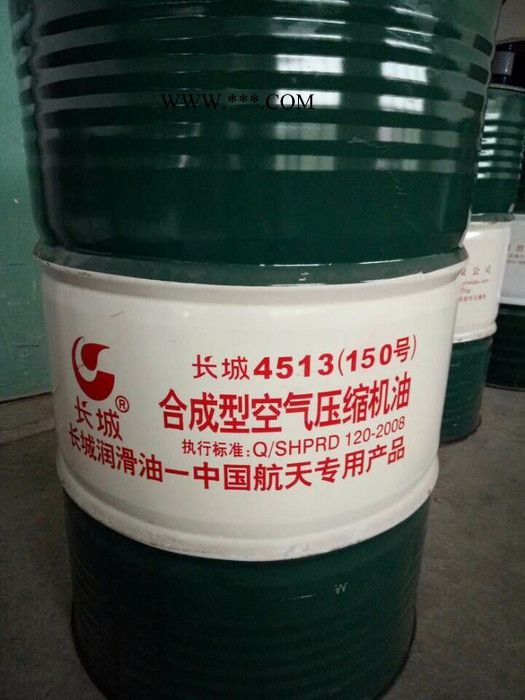 WWW.***.COM
长城4513(150号)
合成型空气压缩机油
执行标准:Q/SHPRD 120-2008
长城®
长城润滑油一中国航天专用产品
公司
W